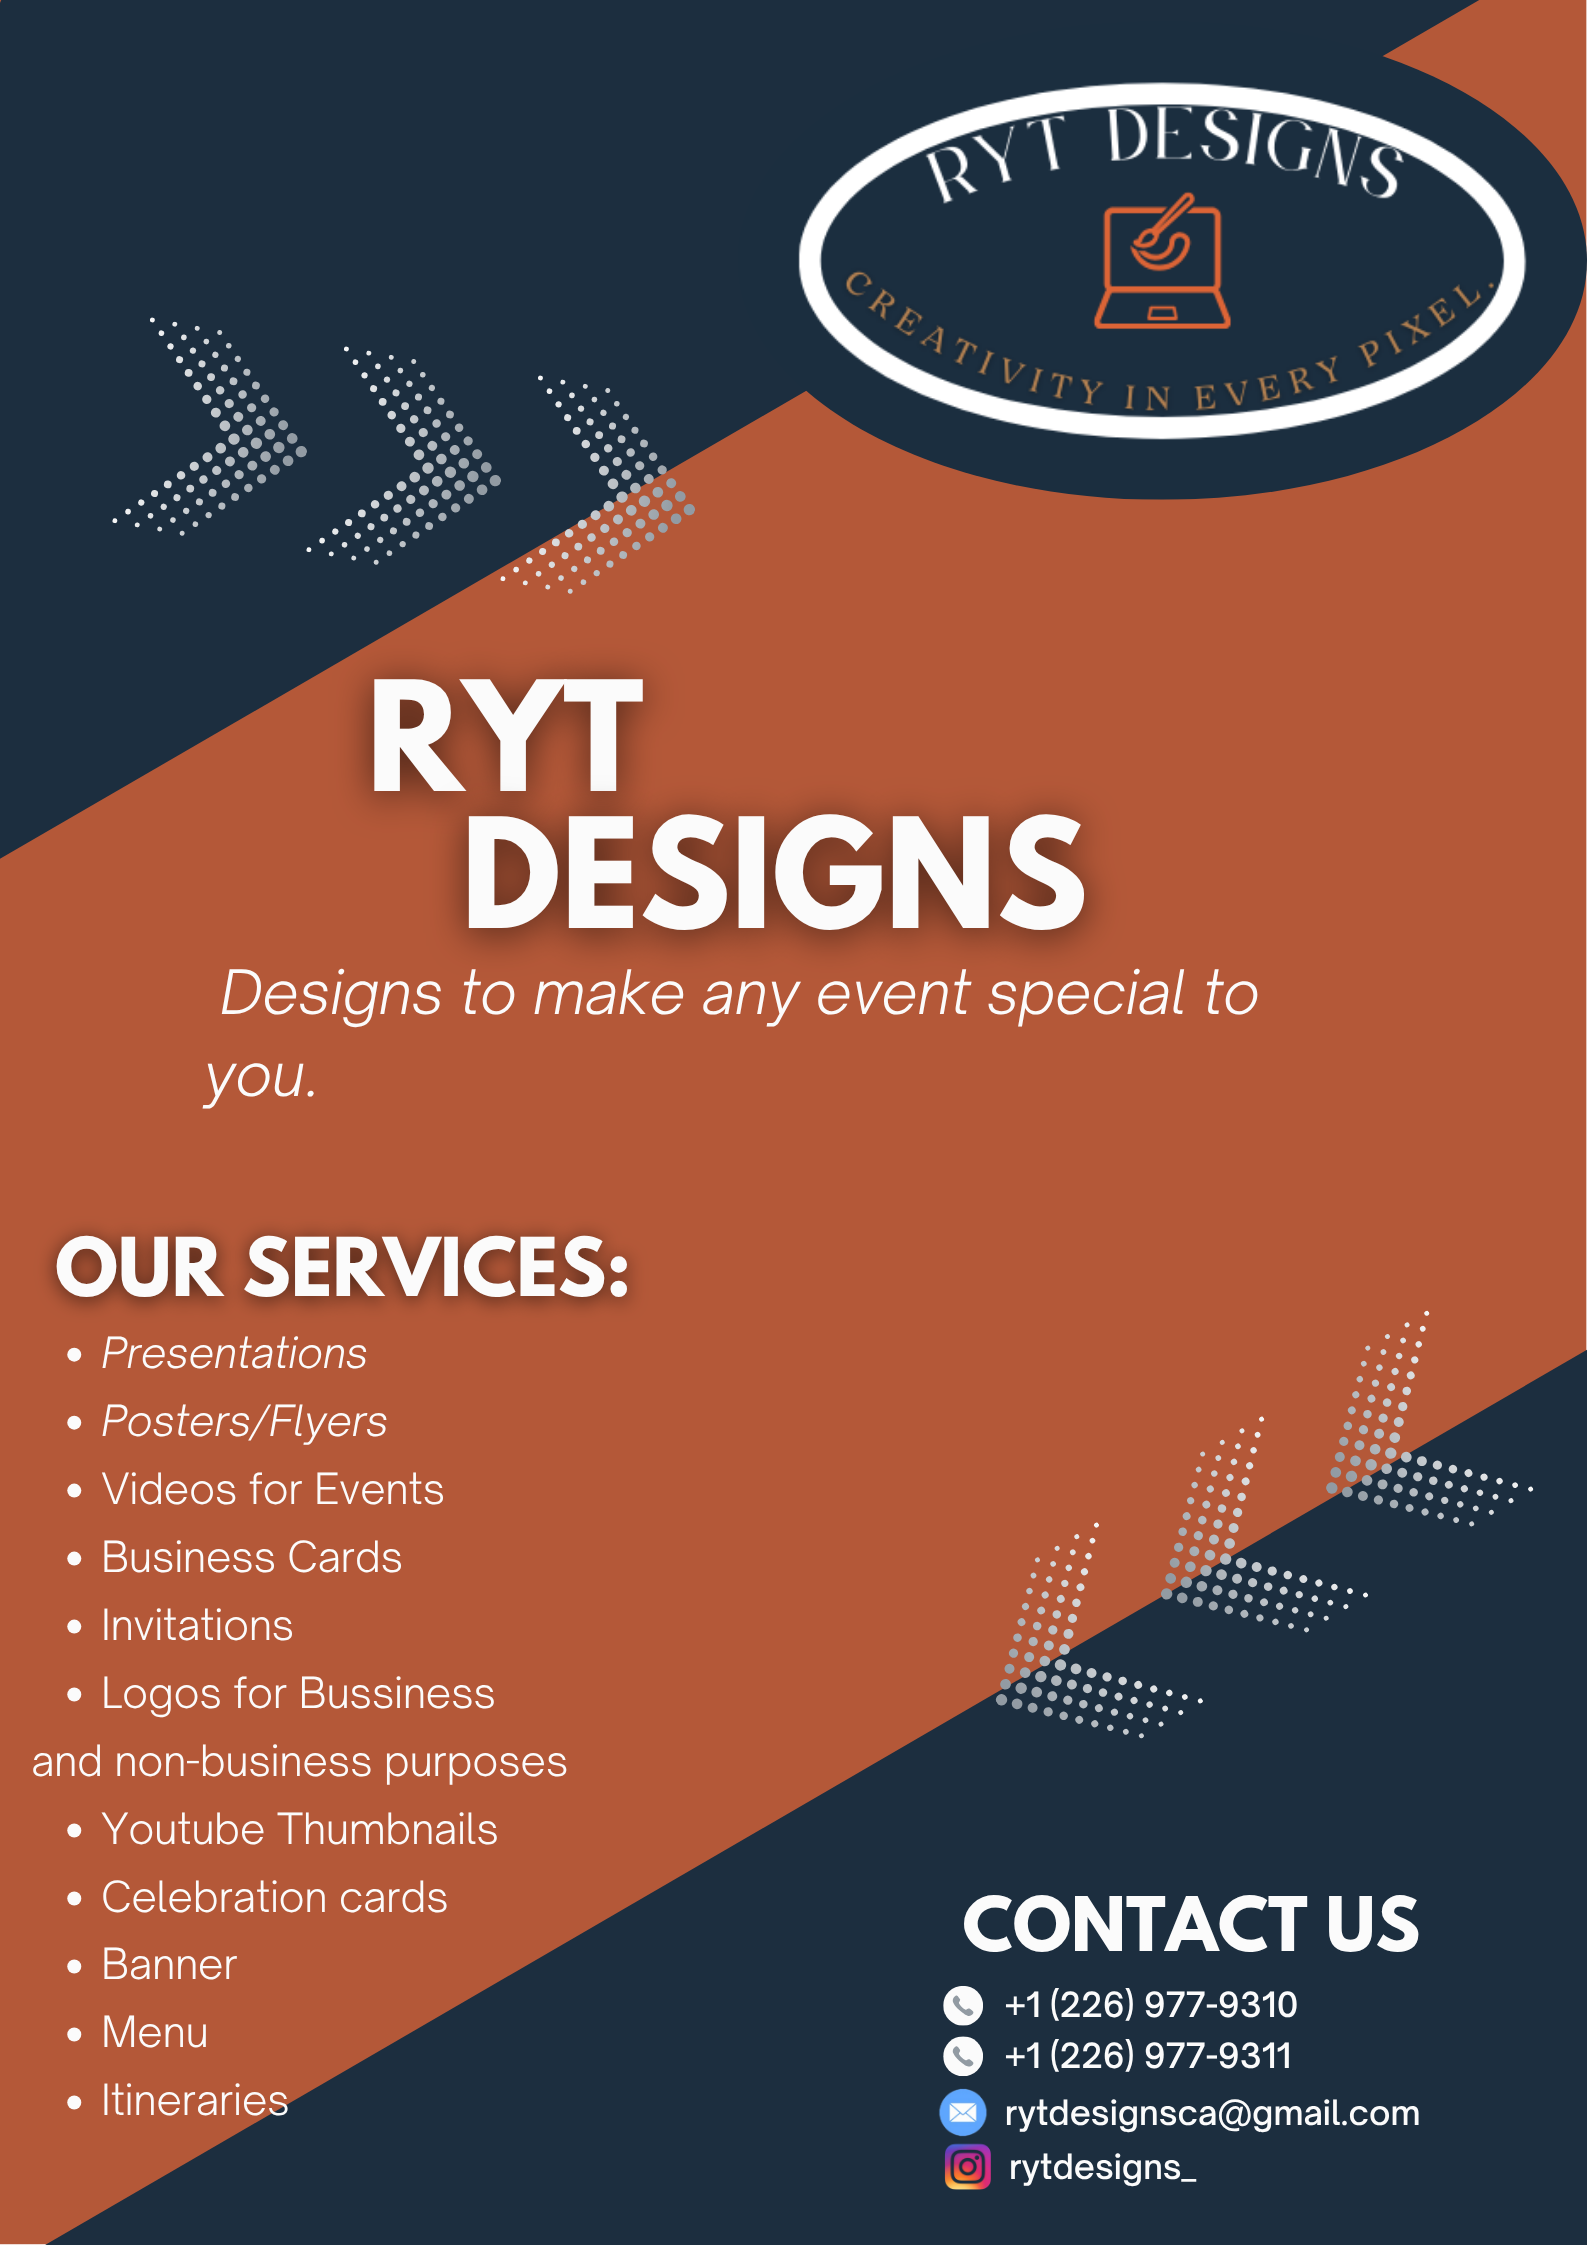 RYT DESIGNS
CREATIVITY IN EVERY PIXEL.
RYT
DESIGNS
Designs to make any event special to
you.
OUR SERVICES:
• Presentations
• Posters/Flyers
• Videos for Events
• Business Cards
• Invitations
• Logos for Bussiness
and non-business purposes
• Youtube Thumbnails
• Celebration cards
• Banner
• Menu
• Itineraries
CONTACT US
+1 (226) 977-9310
+1 (226) 977-9311
rytdesignsca@gmail.com
rytdesigns_